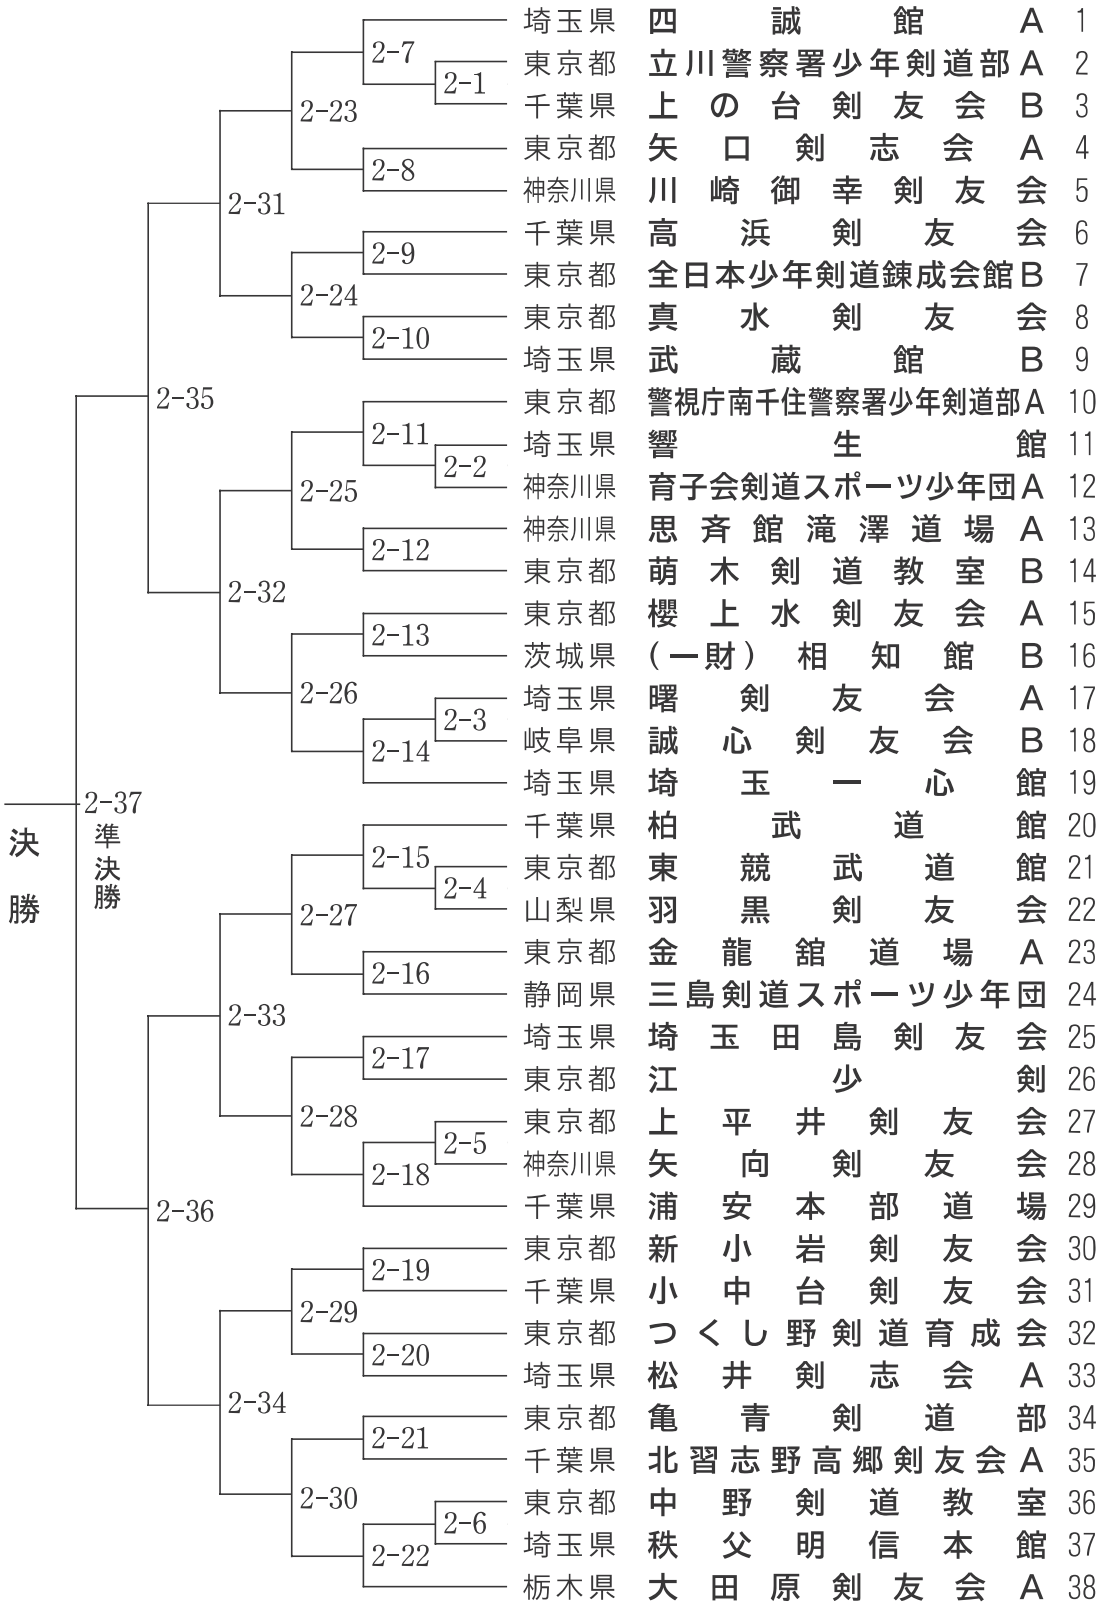 埼玉県 四誠館 A 1
東京都 立川警察署少年剣道部 A 2
千葉県 上の台剣友会 B 3
東京都 矢口剣志会 A 4
神奈川県 川崎御幸剣友会 5
千葉県 高浜剣友会 6
東京都 全日本少年剣道錬成会館 B 7
東京都 真水剣友会 8
埼玉県 武蔵館 B 9
東京都 警視庁南千住警察署少年剣道部 A 10
埼玉県 響生館 11
神奈川県 育子会剣道スポーツ少年団 A 12
神奈川県 思斉館滝澤道場 A 13
東京都 萌木剣道教室 B 14
東京都 櫻上水剣友会 A 15
茨城県 (一財)相知館 B 16
埼玉県 曙剣友会 A 17
岐阜県 誠心剣友会 B 18
埼玉県 埼玉一心館 19
千葉県 柏武道館 20
東京都 東競武道館 21
山梨県 羽黒剣友会 22
東京都 金龍舘道場 A 23
静岡県 三島剣道スポーツ少年団 24
埼玉県 埼玉田島剣友会 25
東京都 江少剣 26
東京都 上平井剣友会 27
神奈川県 矢向剣友会 28
千葉県 浦安本部道場 29
東京都 新小岩剣友会 30
千葉県 小中台剣友会 31
東京都 つくし野剣道育成会 32
埼玉県 松井剣志会 A 33
東京都 亀青剣道部 34
千葉県 北習志野高郷剣友会 A 35
東京都 中野剣道教室 36
埼玉県 秩父明信本館 37
栃木県 大田原剣友会 A 38
2-1
2-2
2-3
2-4
2-5
2-6
2-7
2-8
2-9
2-10
2-11
2-12
2-13
2-14
2-15
2-16
2-17
2-18
2-19
2-20
2-21
2-22
2-23
2-24
2-25
2-26
2-27
2-28
2-29
2-30
2-31
2-32
2-33
2-34
2-35
2-36
2-37
準決勝
決勝